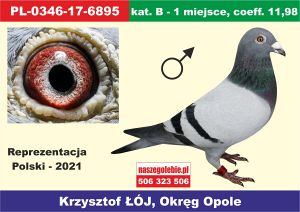 PL-0346-17-6895
kat. B - 1 miejsce, coeff. 11,98
Reprezentacja
Polski - 2021
naszegolebie.pl
506 323 506
Krzysztof ŁÓJ, Okręg Opole